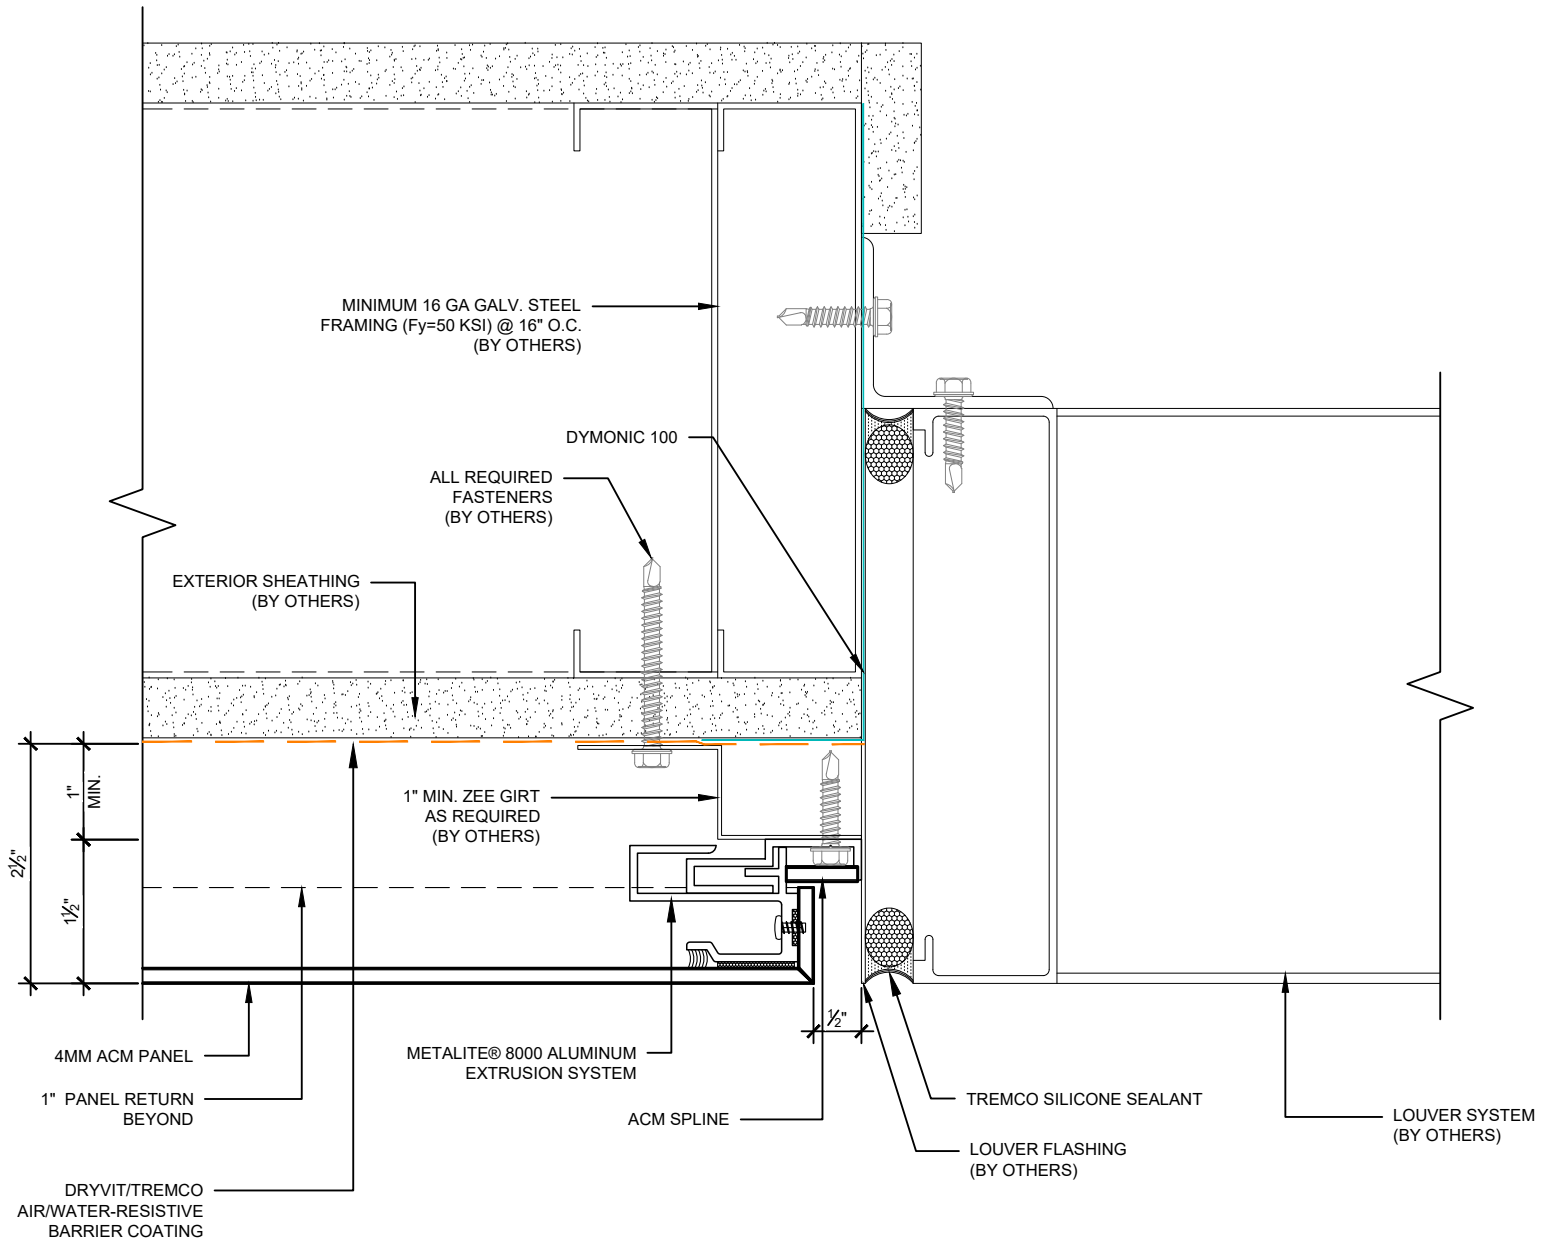 MINIMUM 16 GA GALV. STEEL
FRAMING (Fy=50 KSI) @ 16" O.C.
(BY OTHERS)
DYMONIC 100
ALL REQUIRED
FASTENERS
(BY OTHERS)
EXTERIOR SHEATHING
(BY OTHERS)
1"
MIN.
2½"
1½"
1" MIN. ZEE GIRT
AS REQUIRED
(BY OTHERS)
½"
4MM ACM PANEL
METALITE® 8000 ALUMINUM
EXTRUSION SYSTEM
1" PANEL RETURN
BEYOND
ACM SPLINE
TREMCO SILICONE SEALANT
LOUVER SYSTEM
(BY OTHERS)
LOUVER FLASHING
(BY OTHERS)
DRYVIT/TREMCO
AIR/WATER-RESISTIVE
BARRIER COATING